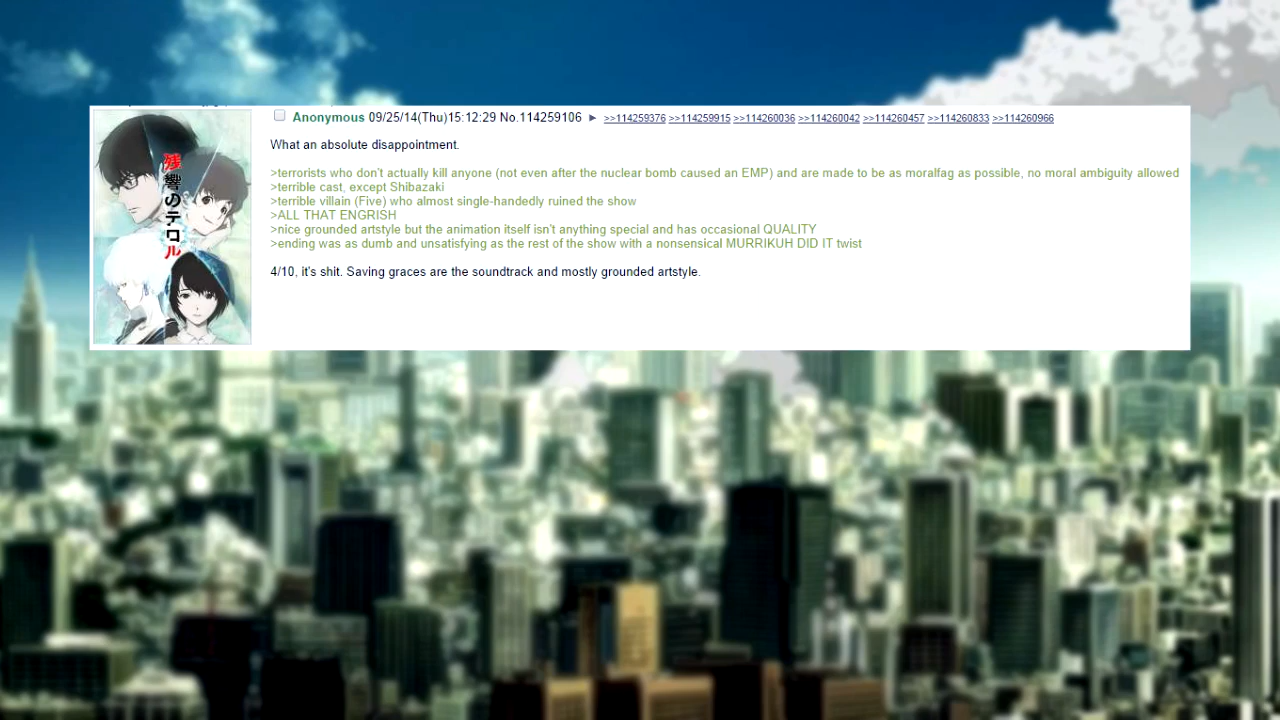 Anonymous 09/25/14(Thu)15:12:29 No.114259106 ▶ >>114259376 >>114259915 >>114260036 >>114260042 >>114260457 >>114260833 >>114260966
What an absolute disappointment.
>terrorists who don't actually kill anyone (not even after the nuclear bomb caused an EMP) and are made to be as moralfag as possible, no moral ambiguity allowed
>terrible cast, except Shibazaki
>terrible villain (Five) who almost single-handedly ruined the show
>ALL THAT ENGRISH
>nice grounded artstyle but the animation itself isn't anything special and has occasional QUALITY
>ending was as dumb and unsatisfying as the rest of the show with a nonsensical MURRIKUH DID IT twist
4/10, it's shit. Saving graces are the soundtrack and mostly grounded artstyle.
残響のテロル